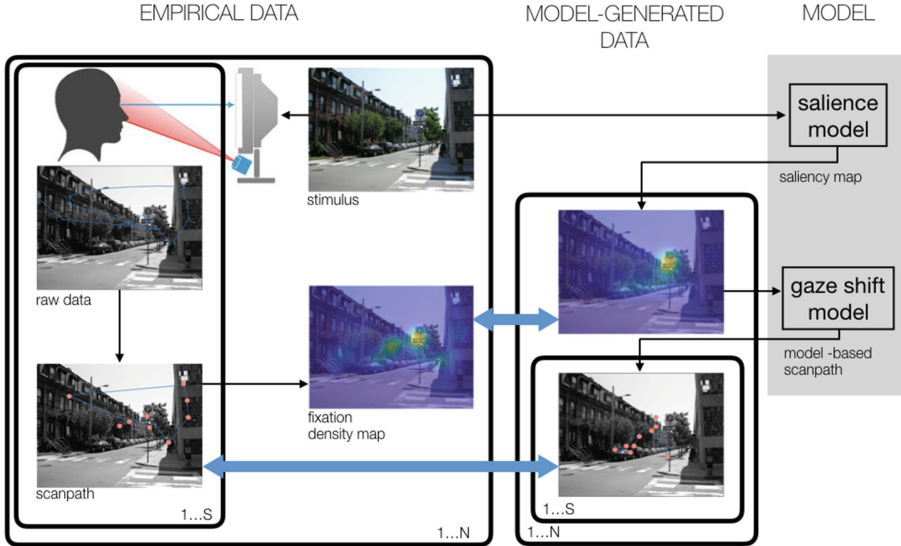 EMPIRICAL DATA
MODEL-GENERATED
DATA
MODEL
salience
model
saliency map
stimulus
raw data
gaze shift
model
model -based
scanpath
fixation
density map
scanpath
1...S
1...N
1...S
1...N